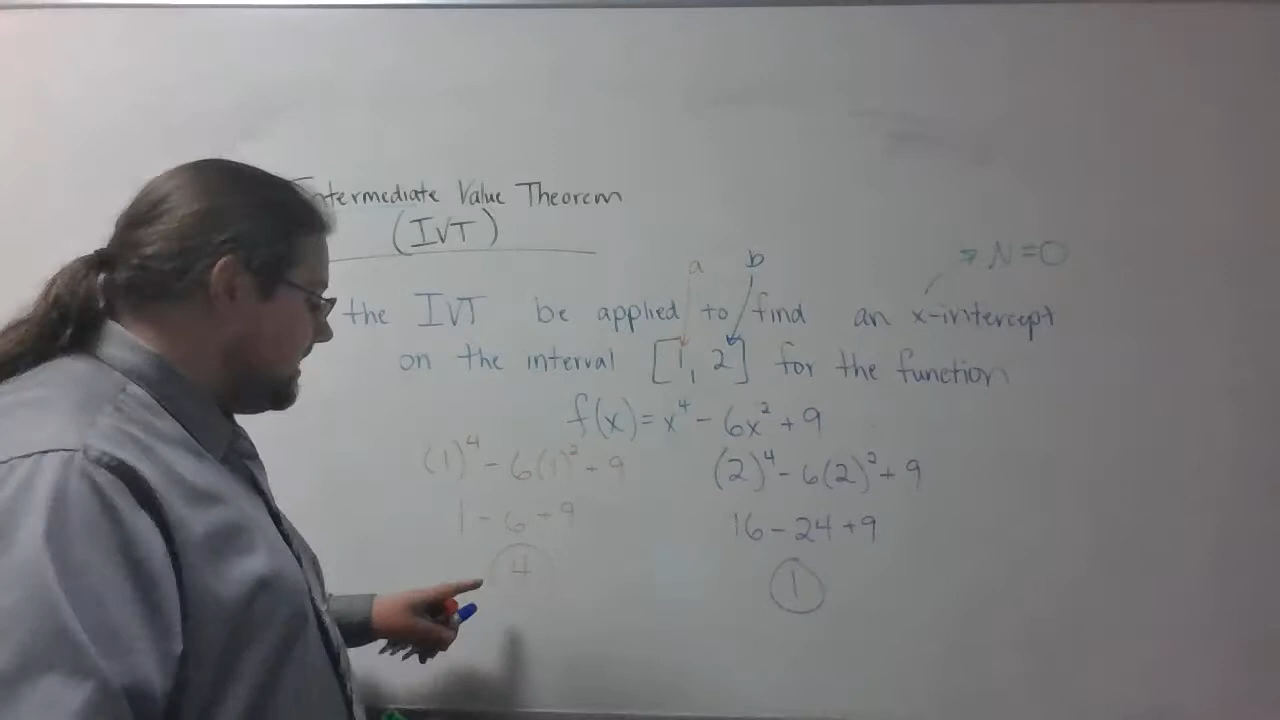 Intermediate Value Theorem
(IVT)
a b → N=0
the IVT be applied to find an x-intercept
on the interval [1, 2] for the function
f(x)=x⁴-6x²+9
(1)⁴-6(1)²+9 (2)⁴-6(2)²+9
1-6+9 16-24+9
4 1